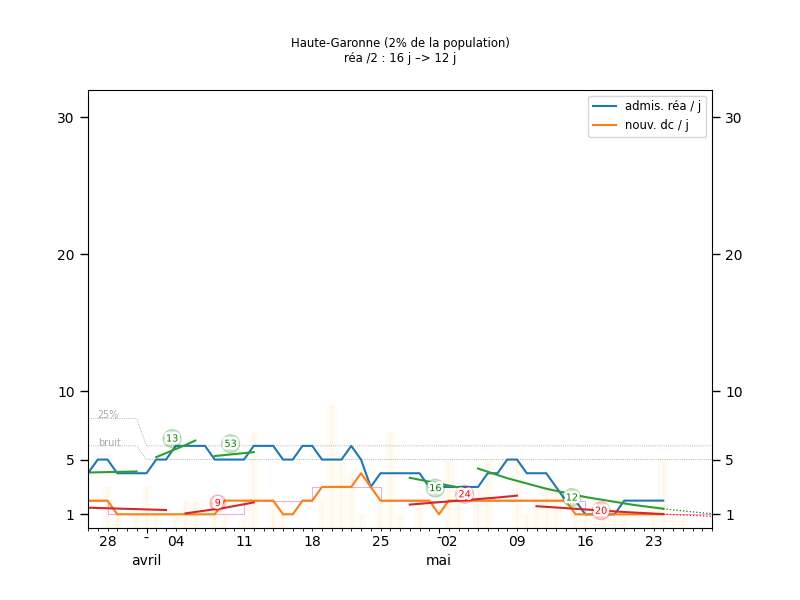 Haute-Garonne (2% de la population)
réa /2 : 16 j –> 12 j
admis. réa / j
nouv. dc / j
30 30
20 20
10 10
25%
bruit
13
53
5 5
16
24
12
9
20
1 1
28 04 11 18 25 02 09 16 23
avril mai